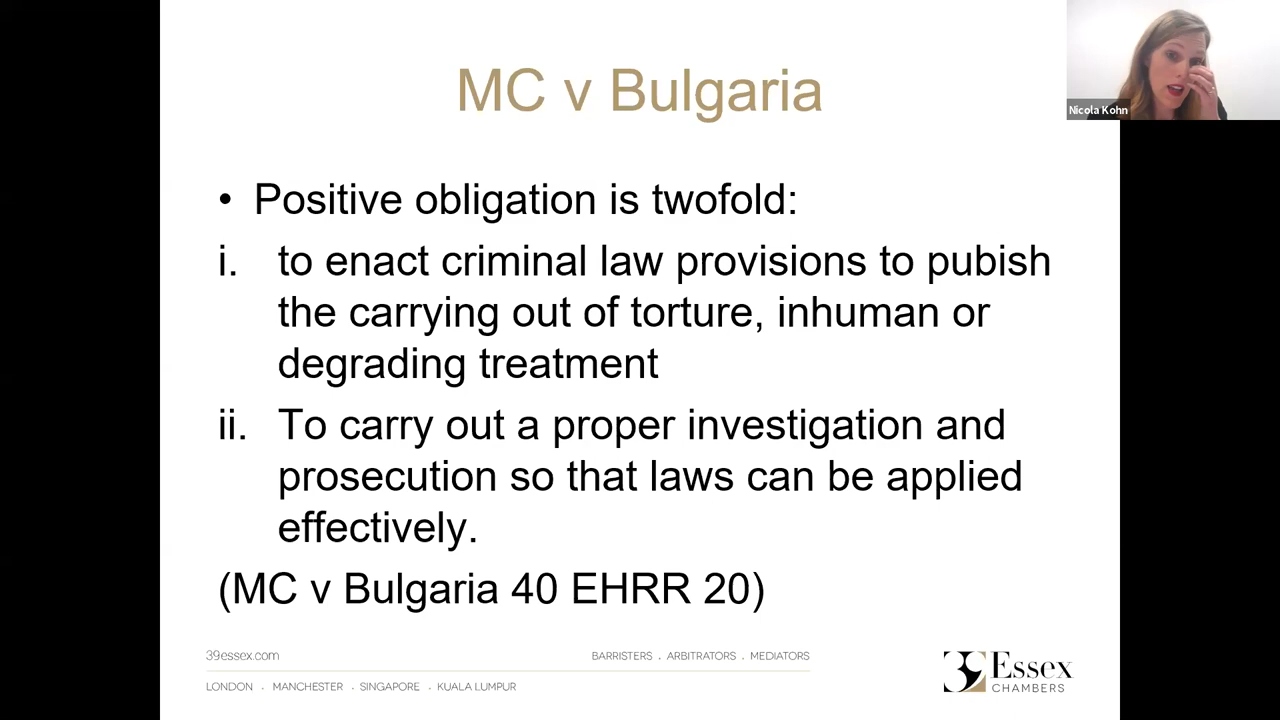 MC v Bulgaria
Nicola Kohn
• Positive obligation is twofold:
i. to enact criminal law provisions to pubish
the carrying out of torture, inhuman or
degrading treatment
ii. To carry out a proper investigation and
prosecution so that laws can be applied
effectively.
(MC v Bulgaria 40 EHRR 20)
39essex.com
BARRISTERS . ARBITRATORS . MEDIATORS
LONDON . MANCHESTER . SINGAPORE . KUALA LUMPUR
39 Essex
CHAMBERS